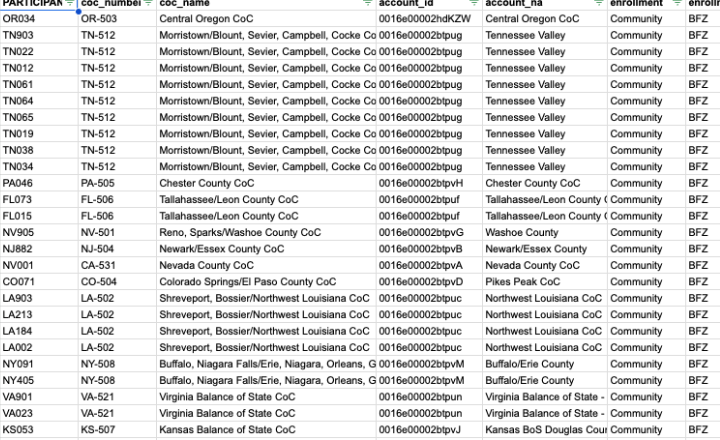 PARTICIPAN coc_number coc_name account_id account_na enrollment enrollm
OR034 OR-503 Central Oregon CoC 0016e00002hdKZW Central Oregon CoC Community BFA
TN903 TN-512 Morristown/Blount, Sevier, Campbell, Cocke Co 0016e00002btpug Tennessee Valley Community BFZ
TN022 TN-512 Morristown/Blount, Sevier, Campbell, Cocke Co 0016e00002btpug Tennessee Valley Community BFZ
TN012 TN-512 Morristown/Blount, Sevier, Campbell, Cocke Co 0016e00002btpug Tennessee Valley Community BFZ
TN061 TN-512 Morristown/Blount, Sevier, Campbell, Cocke Co 0016e00002btpug Tennessee Valley Community BFZ
TN064 TN-512 Morristown/Blount, Sevier, Campbell, Cocke Co 0016e00002btpug Tennessee Valley Community BFZ
TN065 TN-512 Morristown/Blount, Sevier, Campbell, Cocke Co 0016e00002btpug Tennessee Valley Community BFZ
TN019 TN-512 Morristown/Blount, Sevier, Campbell, Cocke Co 0016e00002btpug Tennessee Valley Community BFZ
TN038 TN-512 Morristown/Blount, Sevier, Campbell, Cocke Co 0016e00002btpug Tennessee Valley Community BFZ
TN034 TN-512 Morristown/Blount, Sevier, Campbell, Cocke Co 0016e00002btpug Tennessee Valley Community BFZ
PA046 PA-505 Chester County CoC 0016e00002btpvH Chester County CoC Community BFZ
FL073 FL-506 Tallahassee/Leon County CoC 0016e00002btpuf Tallahassee/Leon County C Community BFZ
FL015 FL-506 Tallahassee/Leon County CoC 0016e00002btpuf Tallahassee/Leon County C Community BFZ
NV905 NV-501 Reno, Sparks/Washoe County CoC 0016e00002btpvG Washoe County Community BFZ
NJ882 NJ-504 Newark/Essex County CoC 0016e00002btpvB Newark/Essex County Community BFZ
NV001 CA-531 Nevada County CoC 0016e00002btpvA Nevada County CoC Community BFZ
CO071 CO-504 Colorado Springs/El Paso County CoC 0016e00002btpvD Pikes Peak CoC Community BFZ
LA903 LA-502 Shreveport, Bossier/Northwest Louisiana CoC 0016e00002btpuc Northwest Louisiana CoC Community BFZ
LA213 LA-502 Shreveport, Bossier/Northwest Louisiana CoC 0016e00002btpuc Northwest Louisiana CoC Community BFZ
LA184 LA-502 Shreveport, Bossier/Northwest Louisiana CoC 0016e00002btpuc Northwest Louisiana CoC Community BFZ
LA002 LA-502 Shreveport, Bossier/Northwest Louisiana CoC 0016e00002btpuc Northwest Louisiana CoC Community BFZ
NY091 NY-508 Buffalo, Niagara Falls/Erie, Niagara, Orleans, G 0016e00002btpvM Buffalo/Erie County Community BFZ
NY405 NY-508 Buffalo, Niagara Falls/Erie, Niagara, Orleans, G 0016e00002btpvM Buffalo/Erie County Community BFZ
VA901 VA-521 Virginia Balance of State CoC 0016e00002btpun Virginia Balance of State - Community BFZ
VA023 VA-521 Virginia Balance of State CoC 0016e00002btpun Virginia Balance of State - Community BFZ
KS053 KS-507 Kansas Balance of State CoC 0016e00002btpvJ Kansas BoS Douglas Cour Community BFZ